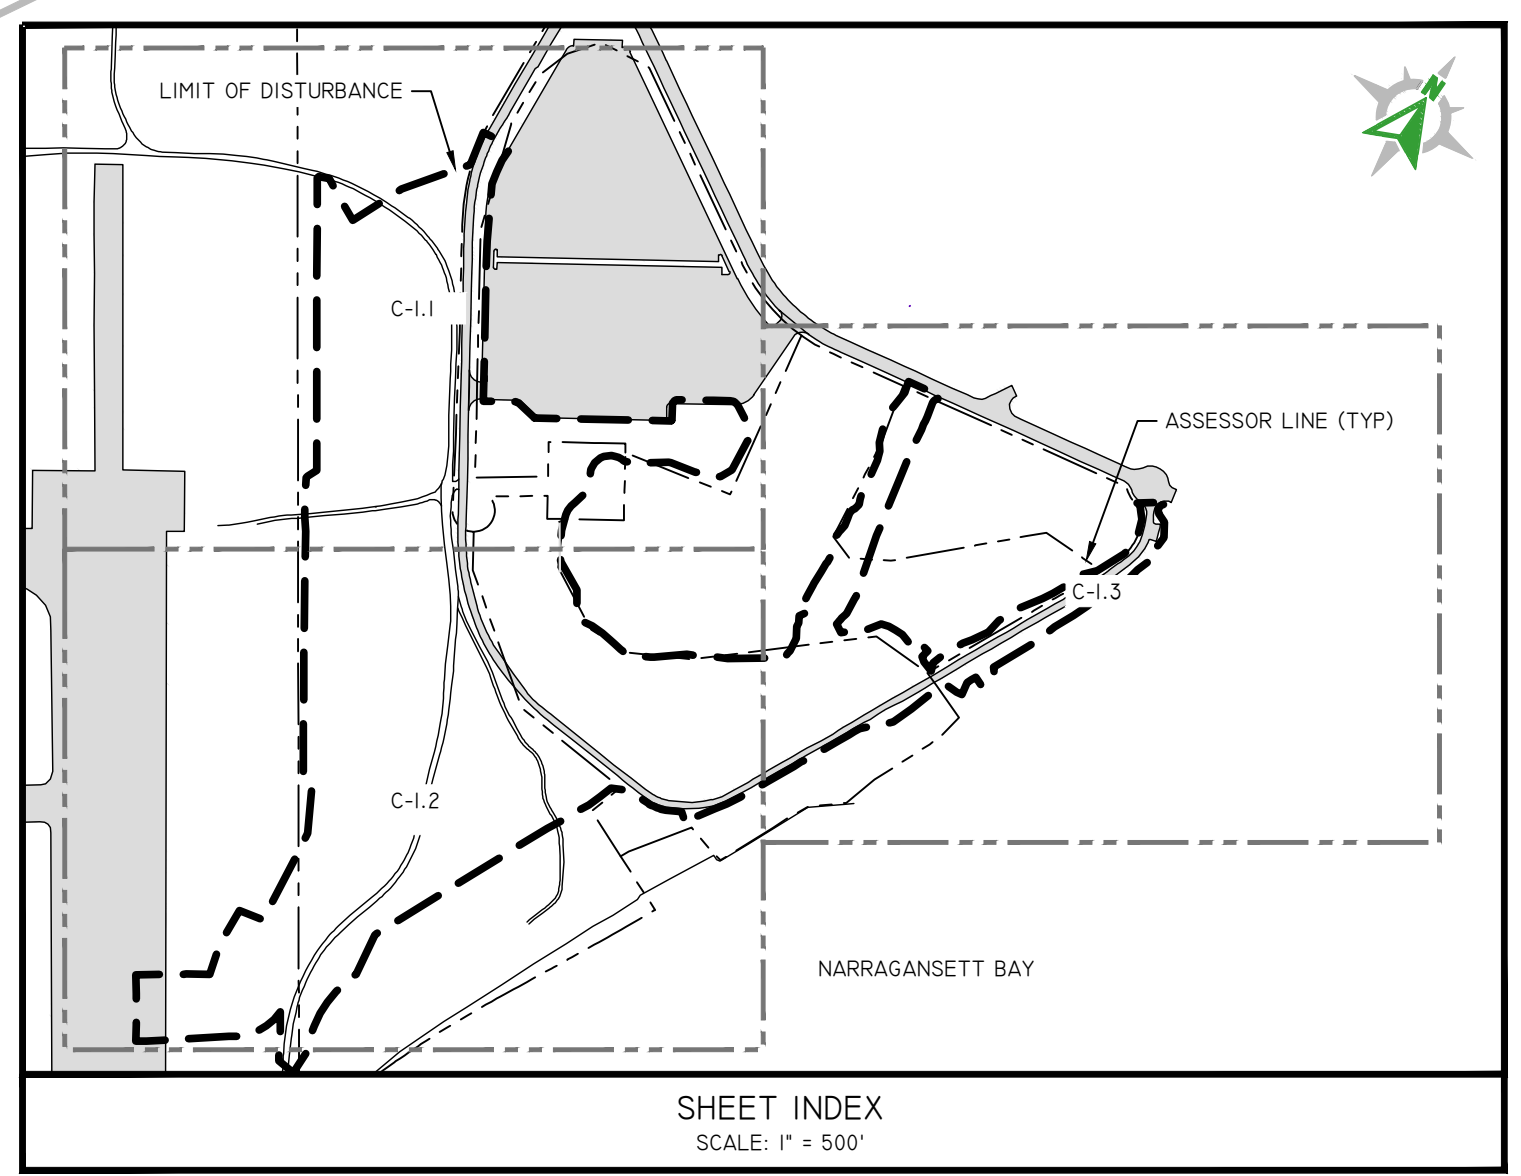 LIMIT OF DISTURBANCE
N
C-1.1
ASSESSOR LINE (TYP)
C-1.3
C-1.2
NARRAGANSETT BAY
SHEET INDEX
SCALE: 1" = 500'